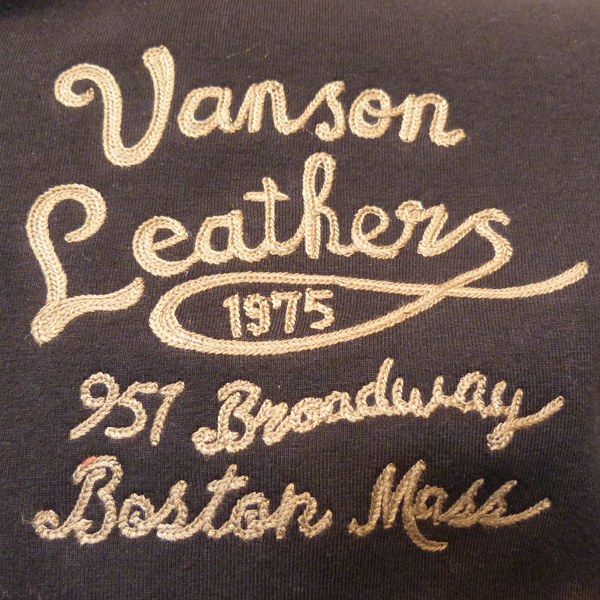 Vanson
Leathers
1975
951 Broadway
Boston Mass